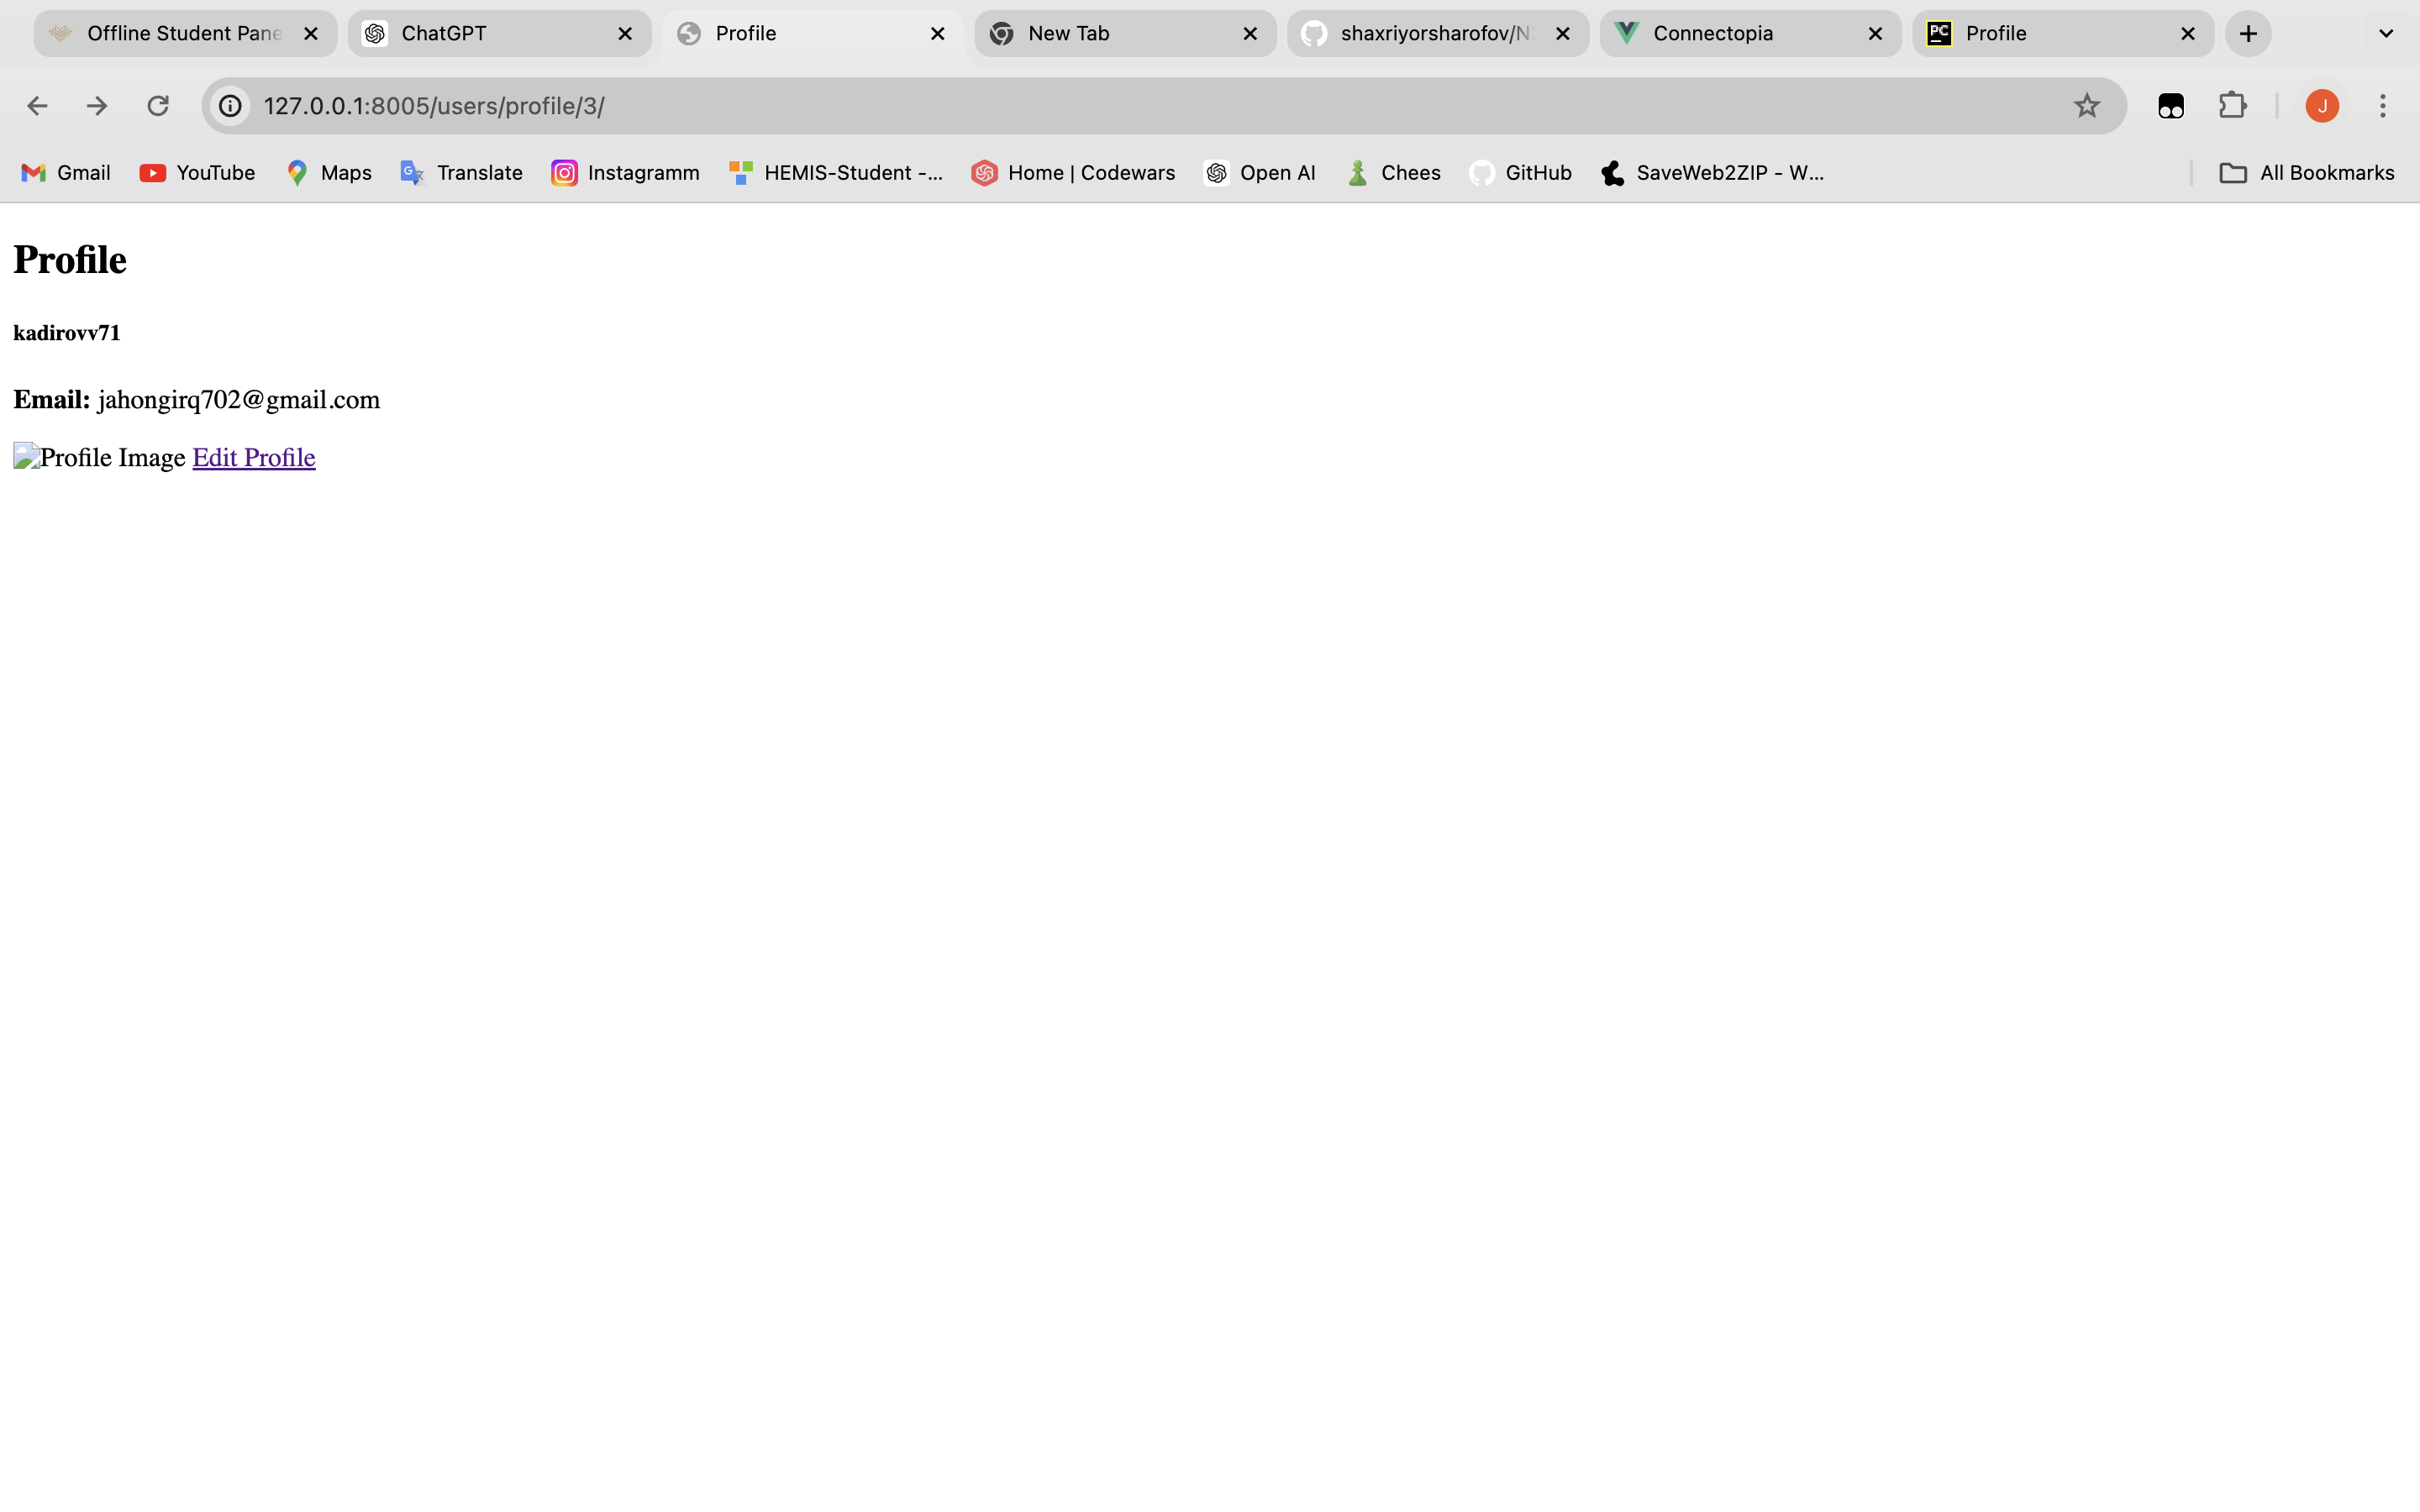 Offline Student Pane ChatGPT Profile New Tab shaxriyorsharofov/N Connectopia PC Profile
127.0.0.1:8005/users/profile/3/ J
Gmail YouTube Maps Translate Instagramm HEMIS-Student -... Home | Codewars Open AI Chees GitHub SaveWeb2ZIP - W... All Bookmarks
Profile
kadirovv71
Email: jahongirq702@gmail.com
Profile Image Edit Profile